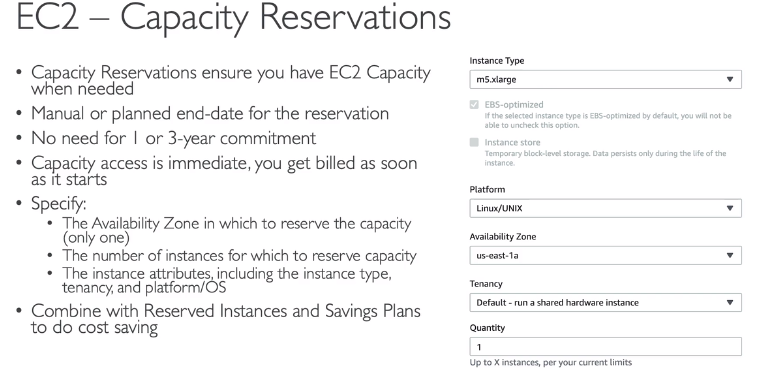 EC2 – Capacity Reservations
• Capacity Reservations ensure you have EC2 Capacity
when needed
• Manual or planned end-date for the reservation
• No need for 1 or 3-year commitment
• Capacity access is immediate, you get billed as soon
as it starts
• Specify:
• The Availability Zone in which to reserve the capacity
(only one)
• The number of instances for which to reserve capacity
• The instance attributes, including the instance type,
tenancy, and platform/OS
• Combine with Reserved Instances and Savings Plans
to do cost saving
Instance Type
m5.xlarge
EBS-optimized
If the selected instance type is EBS-optimized by default, you will not be
able to uncheck this option.
Instance store
Temporary block-level storage. Data persists only during the life of the
instance.
Platform
Linux/UNIX
Availability Zone
us-east-1a
Tenancy
Default - run a shared hardware instance
Quantity
1
Up to X instances, per your current limits